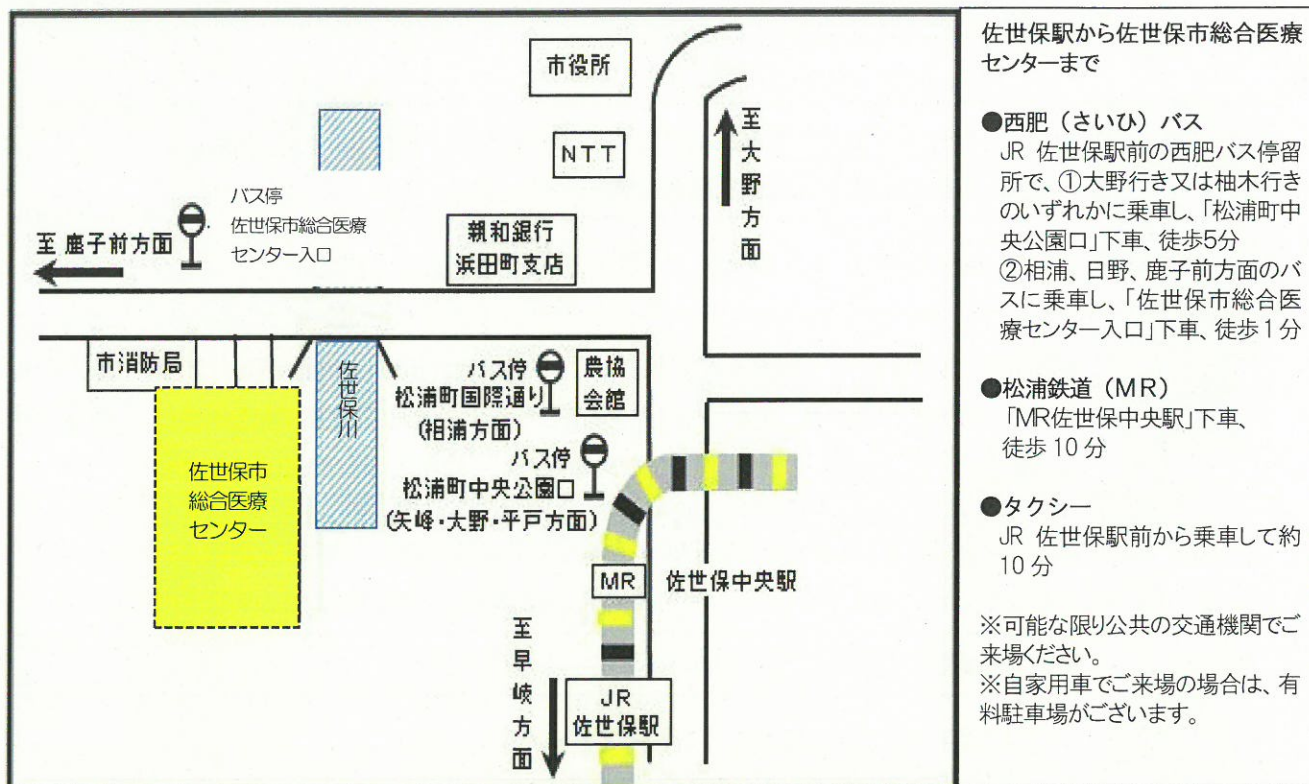 市役所
NTT
至大野方面
バス停
佐世保市総合医療
センター入口
至 鹿子前方面
親和銀行
浜田町支店
市消防局
佐世保川
バス停
松浦町国際通り
(相浦方面)
農協
会館
バス停
松浦町中央公園口
(矢峰・大野・平戸方面)
佐世保市
総合医療
センター
MR
佐世保中央駅
至早岐方面
JR
佐世保駅
佐世保駅から佐世保市総合医療
センターまで
●西肥（さいひ）バス
JR 佐世保駅前の西肥バス停留
所で、①大野行き又は柚木行き
のいずれかに乗車し、「松浦町中
央公園口」下車、徒歩5分
②相浦、日野、鹿子前方面のバ
スに乗車し、「佐世保市総合医
療センター入口」下車、徒歩1分
●松浦鉄道（MR）
「MR佐世保中央駅」下車、
徒歩 10 分
●タクシー
JR 佐世保駅前から乗車して約
10 分
※可能な限り公共の交通機関でご
来場ください。
※自家用車でご来場の場合は、有
料駐車場がございます。